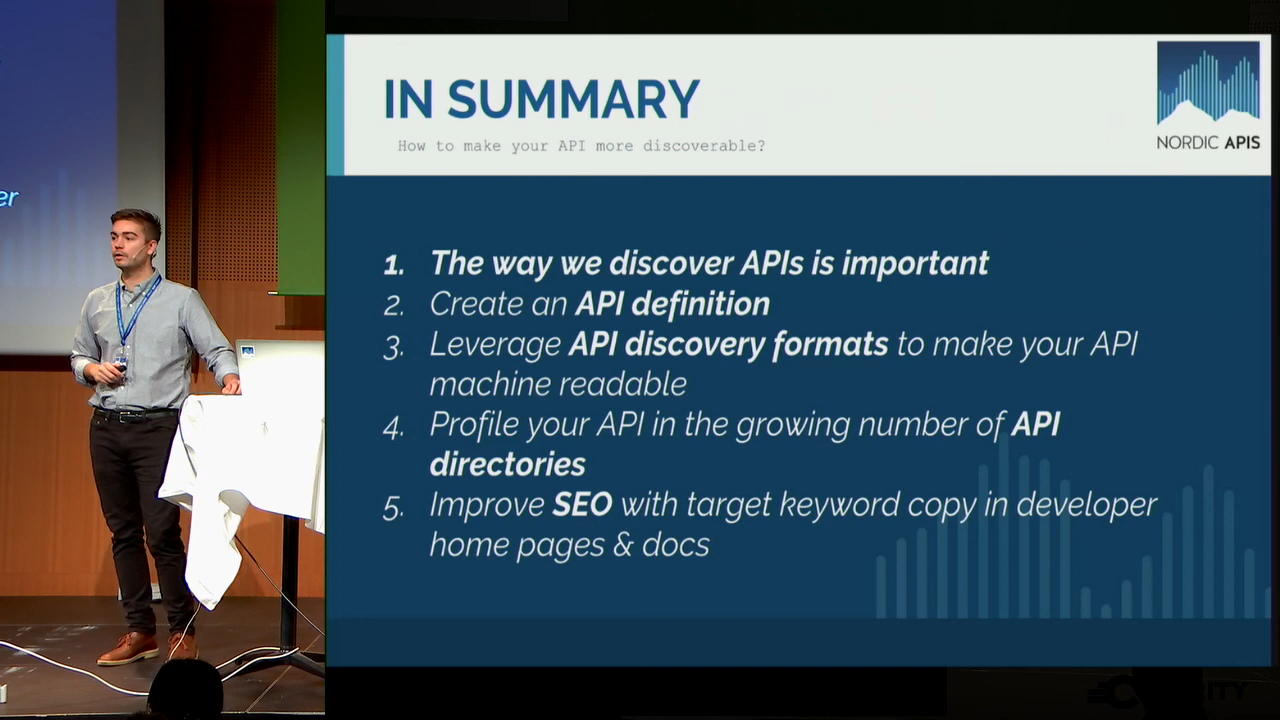 er
IN SUMMARY
How to make your API more discoverable?
NORDIC APIS
1. The way we discover APIs is important
2. Create an API definition
3. Leverage API discovery formats to make your API
machine readable
4. Profile your API in the growing number of API
directories
5. Improve SEO with target keyword copy in developer
home pages & docs